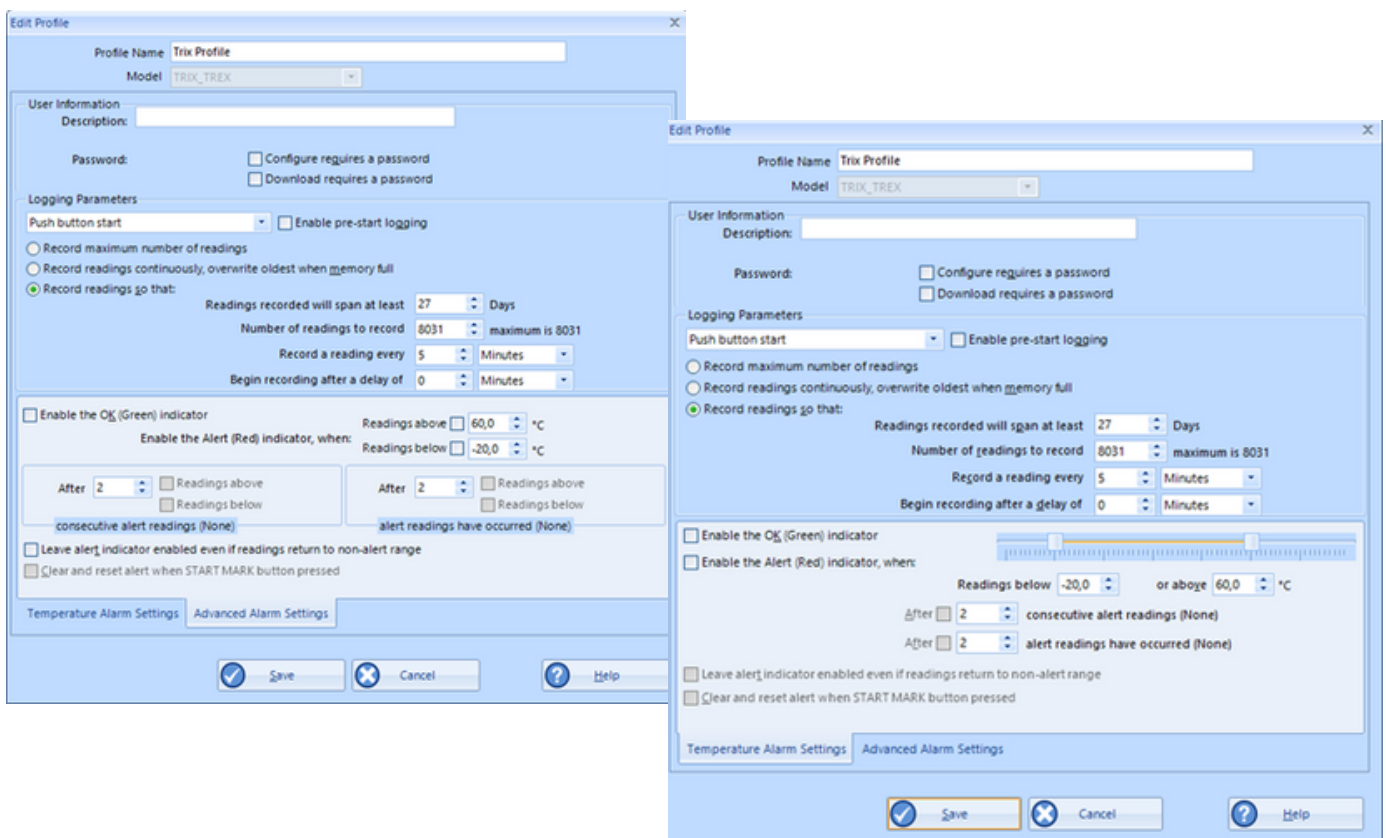 Edit Profile
Profile Name Trix Profile
Model TRIX_TREX
User Information
Description:
Password: Configure requires a password
Download requires a password
Logging Parameters
Push button start Enable pre-start logging
Record maximum number of readings
Record readings continuously, overwrite oldest when memory full
Record readings so that:
Readings recorded will span at least 27 Days
Number of readings to record 8031 maximum is 8031
Record a reading every 5 Minutes
Begin recording after a delay of 0 Minutes
Enable the OK (Green) indicator
Readings above 60,0 °C
Enable the Alert (Red) indicator, when:
Readings below -20,0 °C
After 2 Readings above
Readings below
consecutive alert readings (None)
After 2 Readings above
Readings below
alert readings have occurred (None)
Leave alert indicator enabled even if readings return to non-alert range
Clear and reset alert when START MARK button pressed
Temperature Alarm Settings Advanced Alarm Settings
Save Cancel Help
Edit Profile
Profile Name Trix Profile
Model TRIX_TREX
User Information
Description:
Password: Configure requires a password
Download requires a password
Logging Parameters
Push button start Enable pre-start logging
Record maximum number of readings
Record readings continuously, overwrite oldest when memory full
Record readings so that:
Readings recorded will span at least 27 Days
Number of readings to record 8031 maximum is 8031
Record a reading every 5 Minutes
Begin recording after a delay of 0 Minutes
Enable the OK (Green) indicator
Enable the Alert (Red) indicator, when:
Readings below -20,0 or above 60,0 °C
After 2 consecutive alert readings (None)
After 2 alert readings have occurred (None)
Leave alert indicator enabled even if readings return to non-alert range
Clear and reset alert when START MARK button pressed
Temperature Alarm Settings Advanced Alarm Settings
Save Cancel Help